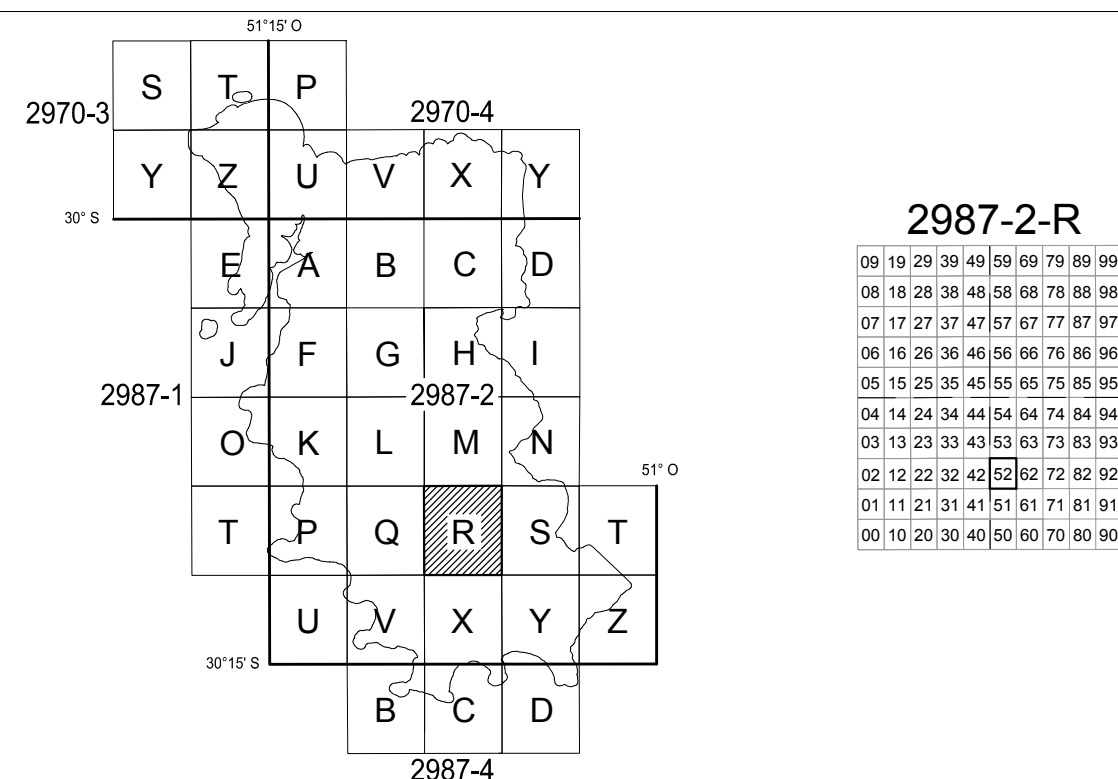 51°15' O
S T P
2970-3 2970-4
Y Z U V X Y
30° S
E A B C D
J F G H I
2987-1 2987-2
O K L M N
51° O
T P Q R S T
U V X Y Z
30°15' S
B C D
2987-4
2987-2-R
09 19 29 39 49 59 69 79 89 99
08 18 28 38 48 58 68 78 88 98
07 17 27 37 47 57 67 77 87 97
06 16 26 36 46 56 66 76 86 96
05 15 25 35 45 55 65 75 85 95
04 14 24 34 44 54 64 74 84 94
03 13 23 33 43 53 63 73 83 93
02 12 22 32 42 52 62 72 82 92
01 11 21 31 41 51 61 71 81 91
00 10 20 30 40 50 60 70 80 90